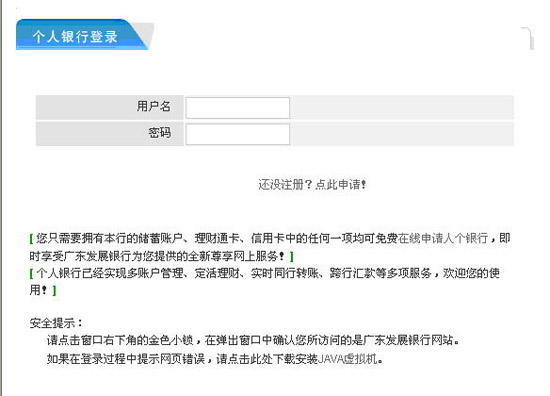 个人银行登录
用户名
密码
还没注册？点此申请！
[ 您只需要拥有本行的储蓄账户、理财通卡、信用卡中的任何一项均可免费在线申请人个银行，即
时享受广东发展银行为您提供的全新尊享网上服务！]
[ 个人银行已经实现多账户管理、定活理财、实时同行转账、跨行汇款等多项服务，欢迎您的使
用！]
安全提示：
请点击窗口右下角的金色小锁，在弹出窗口中确认您所访问的是广东发展银行网站。
如果在登录过程中提示网页错误，请点击此处下载安装JAVA虚拟机。